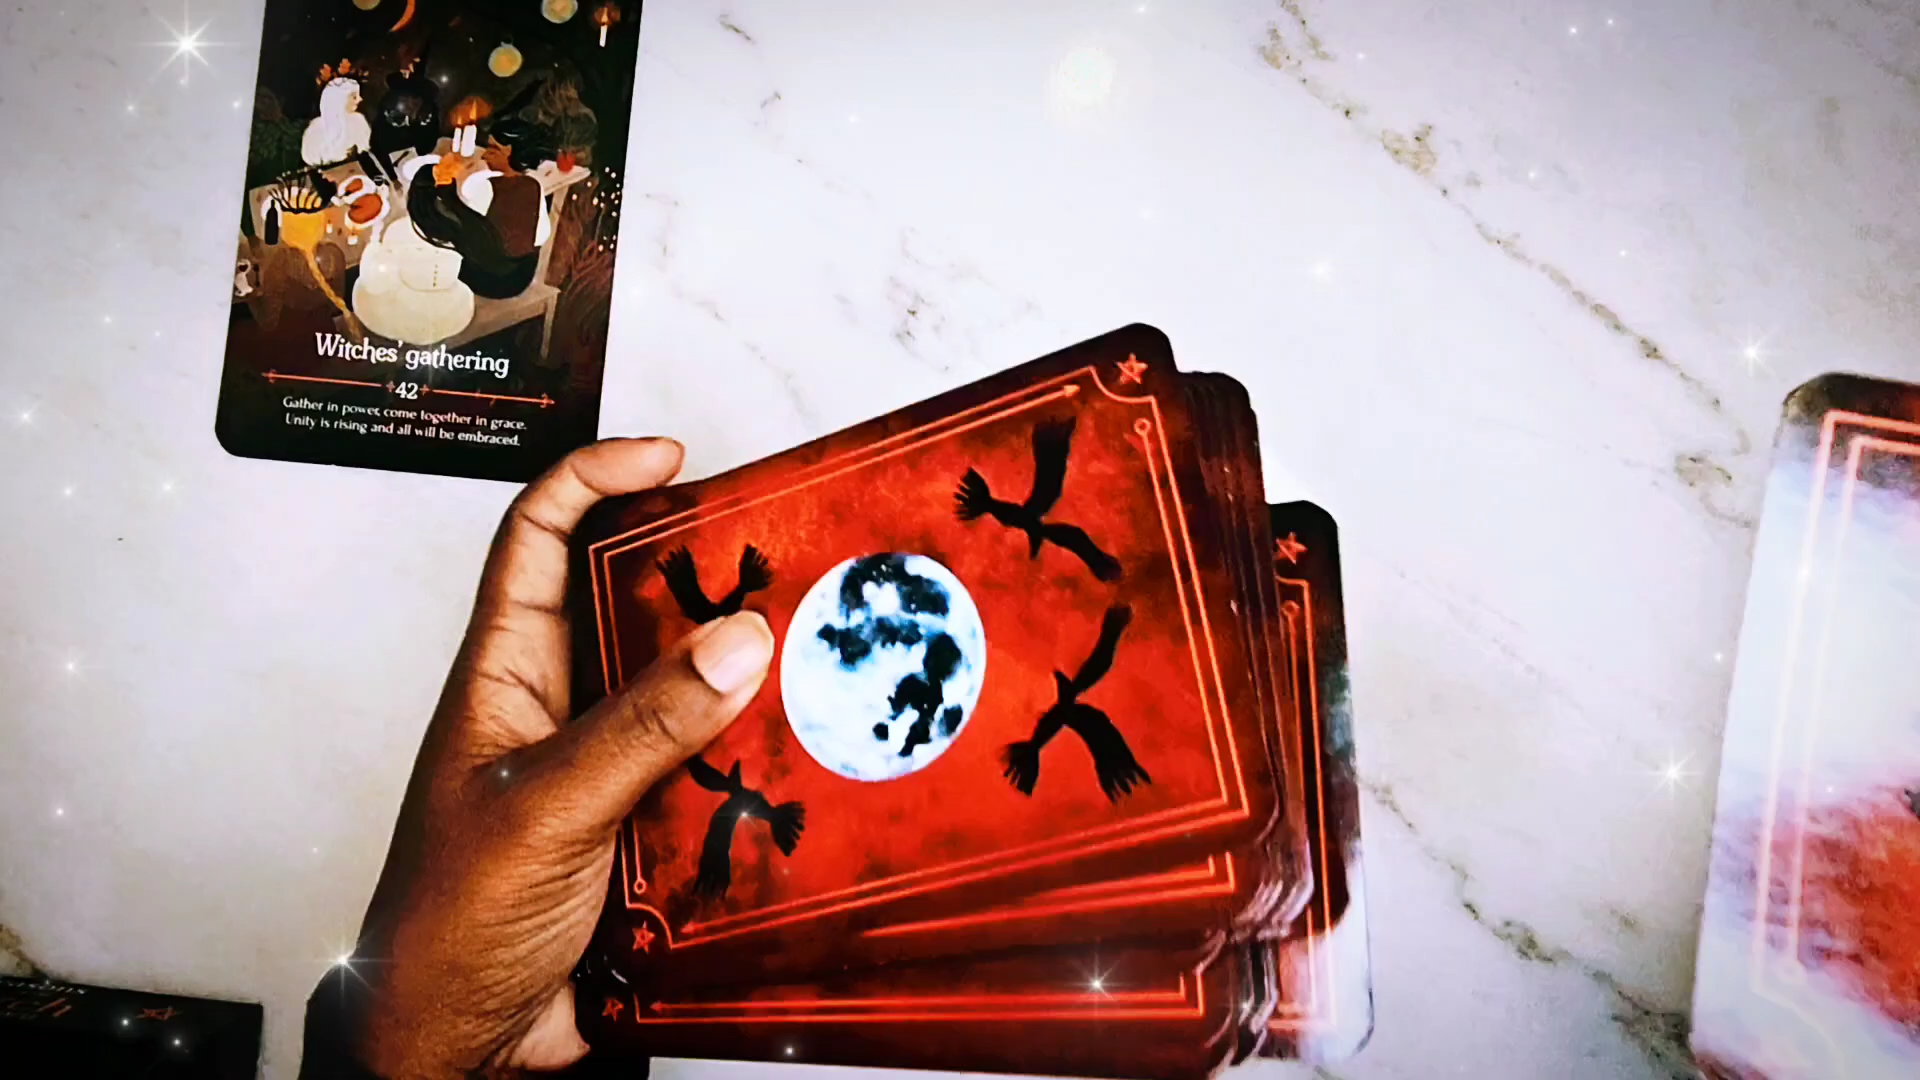 Witches' gathering
42
Gather in power, come together in grace.
Unity is rising and all will be embraced.